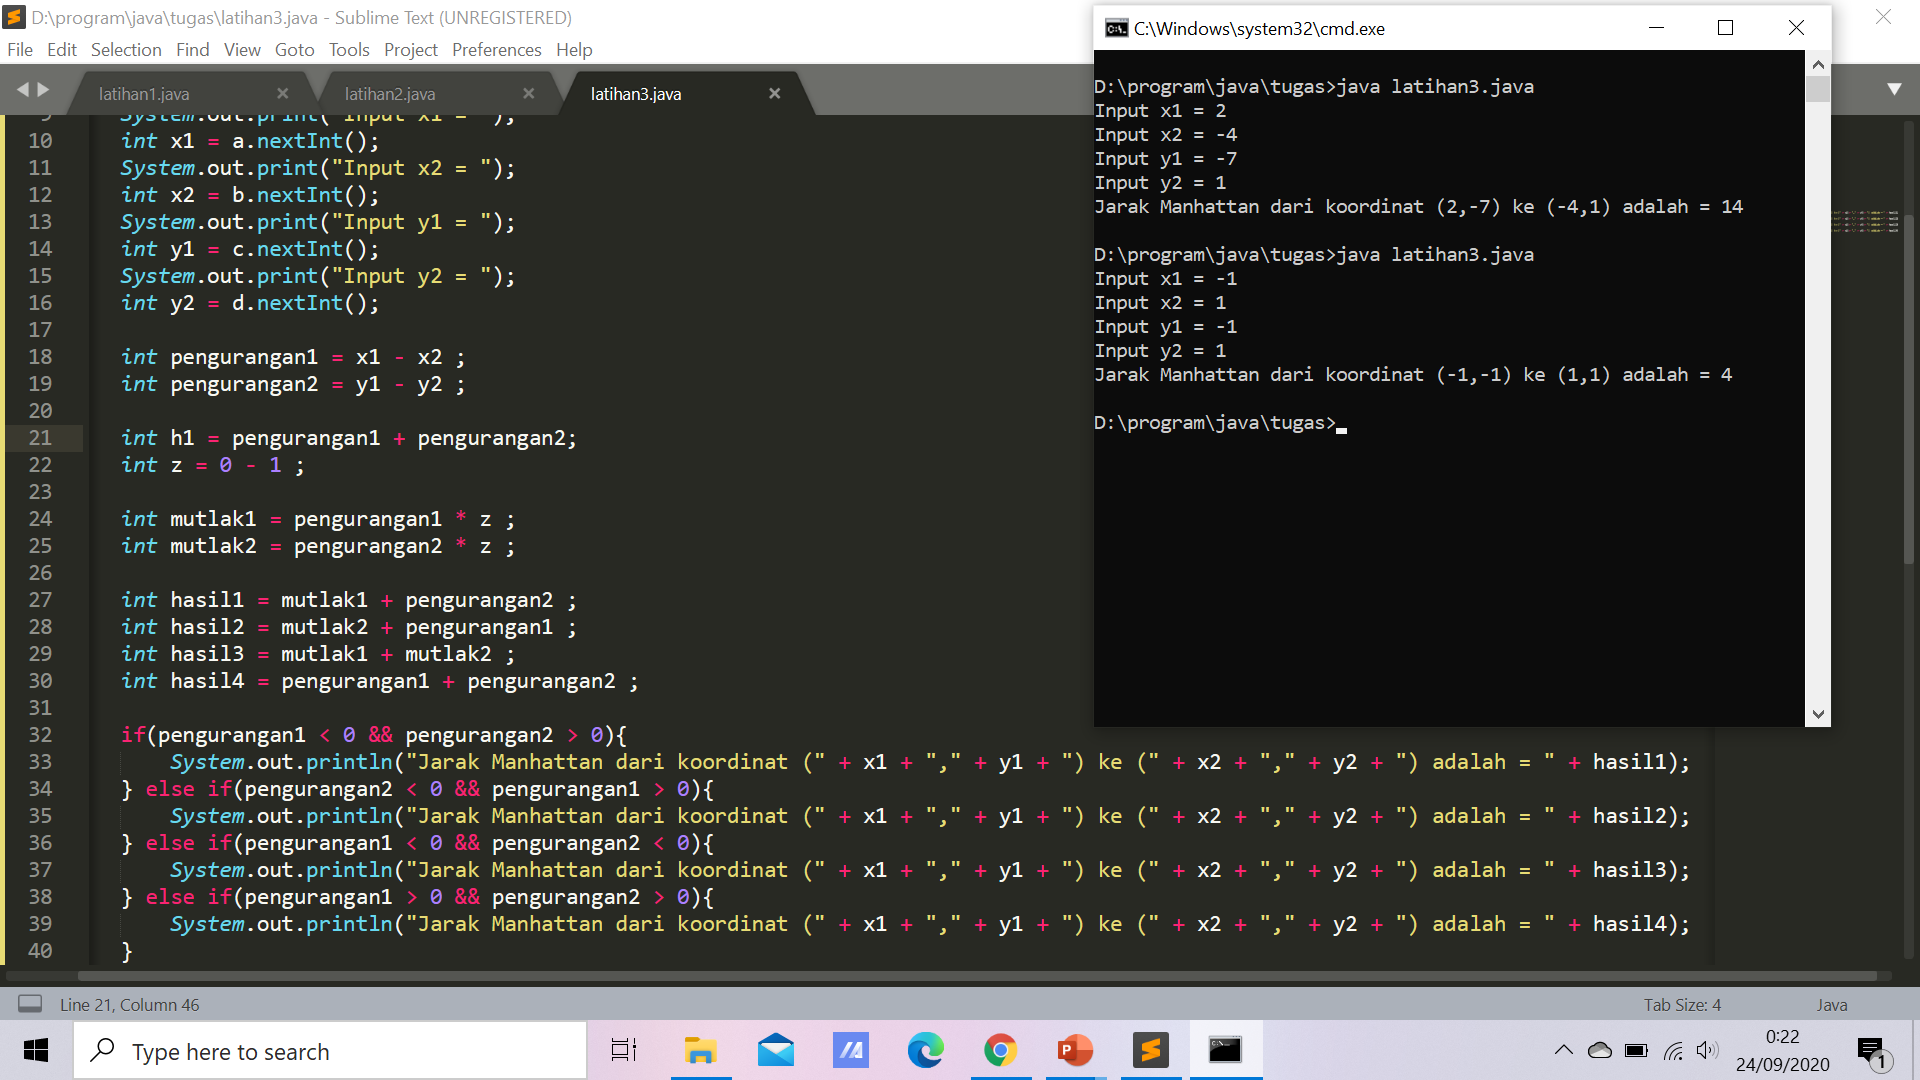 D:\program\java\tugas\latihan3.java - Sublime Text (UNREGISTERED)
File Edit Selection Find View Goto Tools Project Preferences Help
latihan1.java
latihan2.java
latihan3.java
9 System.out.print("Input x1 = ");
10 int x1 = a.nextInt();
11 System.out.print("Input x2 = ");
12 int x2 = b.nextInt();
13 System.out.print("Input y1 = ");
14 int y1 = c.nextInt();
15 System.out.print("Input y2 = ");
16 int y2 = d.nextInt();
17
18 int pengurangan1 = x1 - x2 ;
19 int pengurangan2 = y1 - y2 ;
20
21 int h1 = pengurangan1 + pengurangan2;
22 int z = 0 - 1 ;
23
24 int mutlak1 = pengurangan1 * z ;
25 int mutlak2 = pengurangan2 * z ;
26
27 int hasil1 = mutlak1 + pengurangan2 ;
28 int hasil2 = mutlak2 + pengurangan1 ;
29 int hasil3 = mutlak1 + mutlak2 ;
30 int hasil4 = pengurangan1 + pengurangan2 ;
31
32 if(pengurangan1 < 0 && pengurangan2 > 0){
33 System.out.println("Jarak Manhattan dari koordinat (" + x1 + "," + y1 + ") ke (" + x2 + "," + y2 + ") adalah = " + hasil1);
34 } else if(pengurangan2 < 0 && pengurangan1 > 0){
35 System.out.println("Jarak Manhattan dari koordinat (" + x1 + "," + y1 + ") ke (" + x2 + "," + y2 + ") adalah = " + hasil2);
36 } else if(pengurangan1 < 0 && pengurangan2 < 0){
37 System.out.println("Jarak Manhattan dari koordinat (" + x1 + "," + y1 + ") ke (" + x2 + "," + y2 + ") adalah = " + hasil3);
38 } else if(pengurangan1 > 0 && pengurangan2 > 0){
39 System.out.println("Jarak Manhattan dari koordinat (" + x1 + "," + y1 + ") ke (" + x2 + "," + y2 + ") adalah = " + hasil4);
40 }
C:\Windows\system32\cmd.exe
D:\program\java\tugas>java latihan3.java
Input x1 = 2
Input x2 = -4
Input y1 = -7
Input y2 = 1
Jarak Manhattan dari koordinat (2,-7) ke (-4,1) adalah = 14
D:\program\java\tugas>java latihan3.java
Input x1 = -1
Input x2 = 1
Input y1 = -1
Input y2 = 1
Jarak Manhattan dari koordinat (-1,-1) ke (1,1) adalah = 4
D:\program\java\tugas>
Line 21, Column 46
Tab Size: 4
Java
Type here to search
0:22
24/09/2020
1